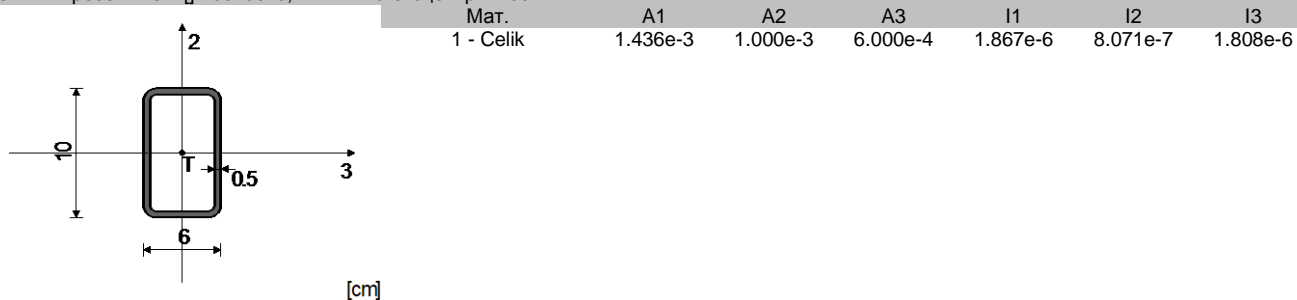 Мат. A1 A2 A3 I1 I2 I3
1 - Celik 1.436e-3 1.000e-3 6.000e-4 1.867e-6 8.071e-7 1.808e-6
2
10
T
0.5
3
6
[cm]